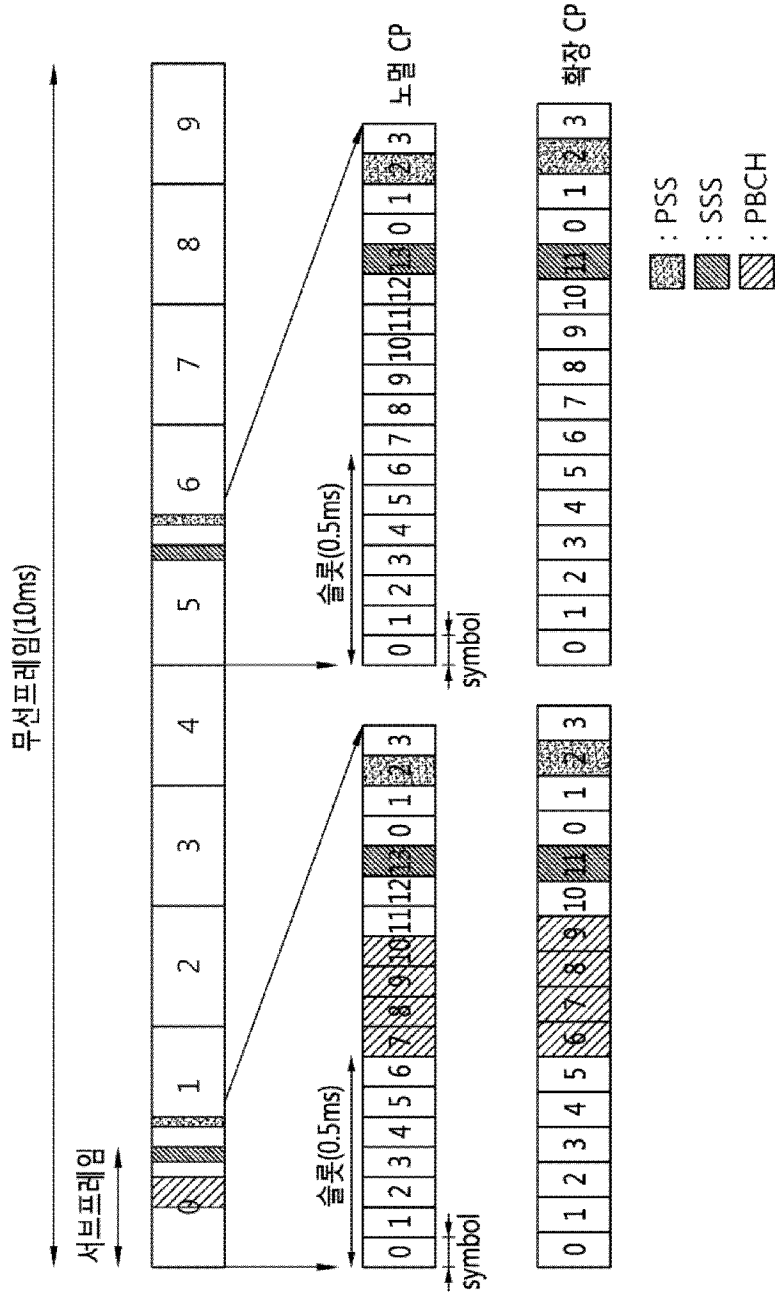 무선프레임(10ms)
서브프레임
0 1 2 3 4 5 6 7 8 9
슬롯(0.5ms) 슬롯(0.5ms)
0 1 2 3 4 5 6 7 8 9 10 11 12 13 0 1 2 3 0 1 2 3 4 5 6 7 8 9 10 11 12 13 0 1 2 3 노멀 CP
symbol symbol
0 1 2 3 4 5 6 7 8 9 10 11 0 1 2 3 0 1 2 3 4 5 6 7 8 9 10 11 0 1 2 3 확장 CP
: PSS
: SSS
: PBCH